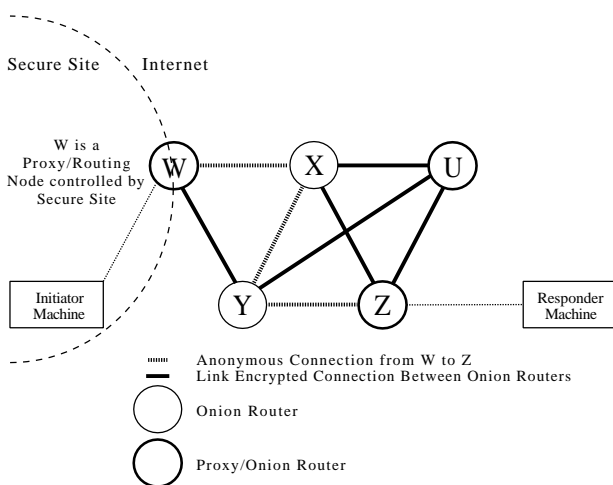 Secure Site
Internet
W is a
Proxy/Routing
Node controlled by
Secure Site
W
X
U
Y
Z
Initiator
Machine
Responder
Machine
Anonymous Connection from W to Z
Link Encrypted Connection Between Onion Routers
Onion Router
Proxy/Onion Router